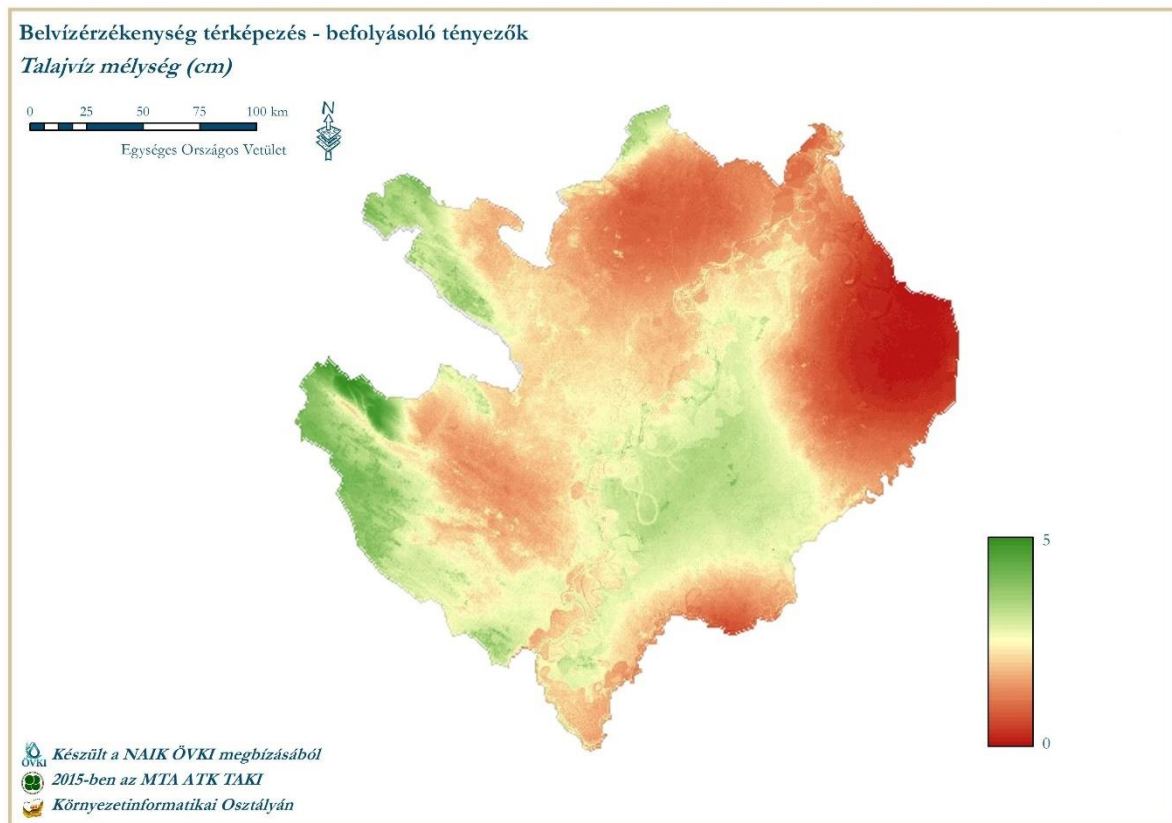 Belvízérzékenység térképezés - befolyásoló tényezők
Talajvíz mélység (cm)
0 25 50 75 100 km
N
Egységes Országos Vetület
5
0
ÖVKI
Készült a NAIK ÖVKI megbízásából
2015-ben az MTA ATK TAKI
Környezetinformatikai Osztályán